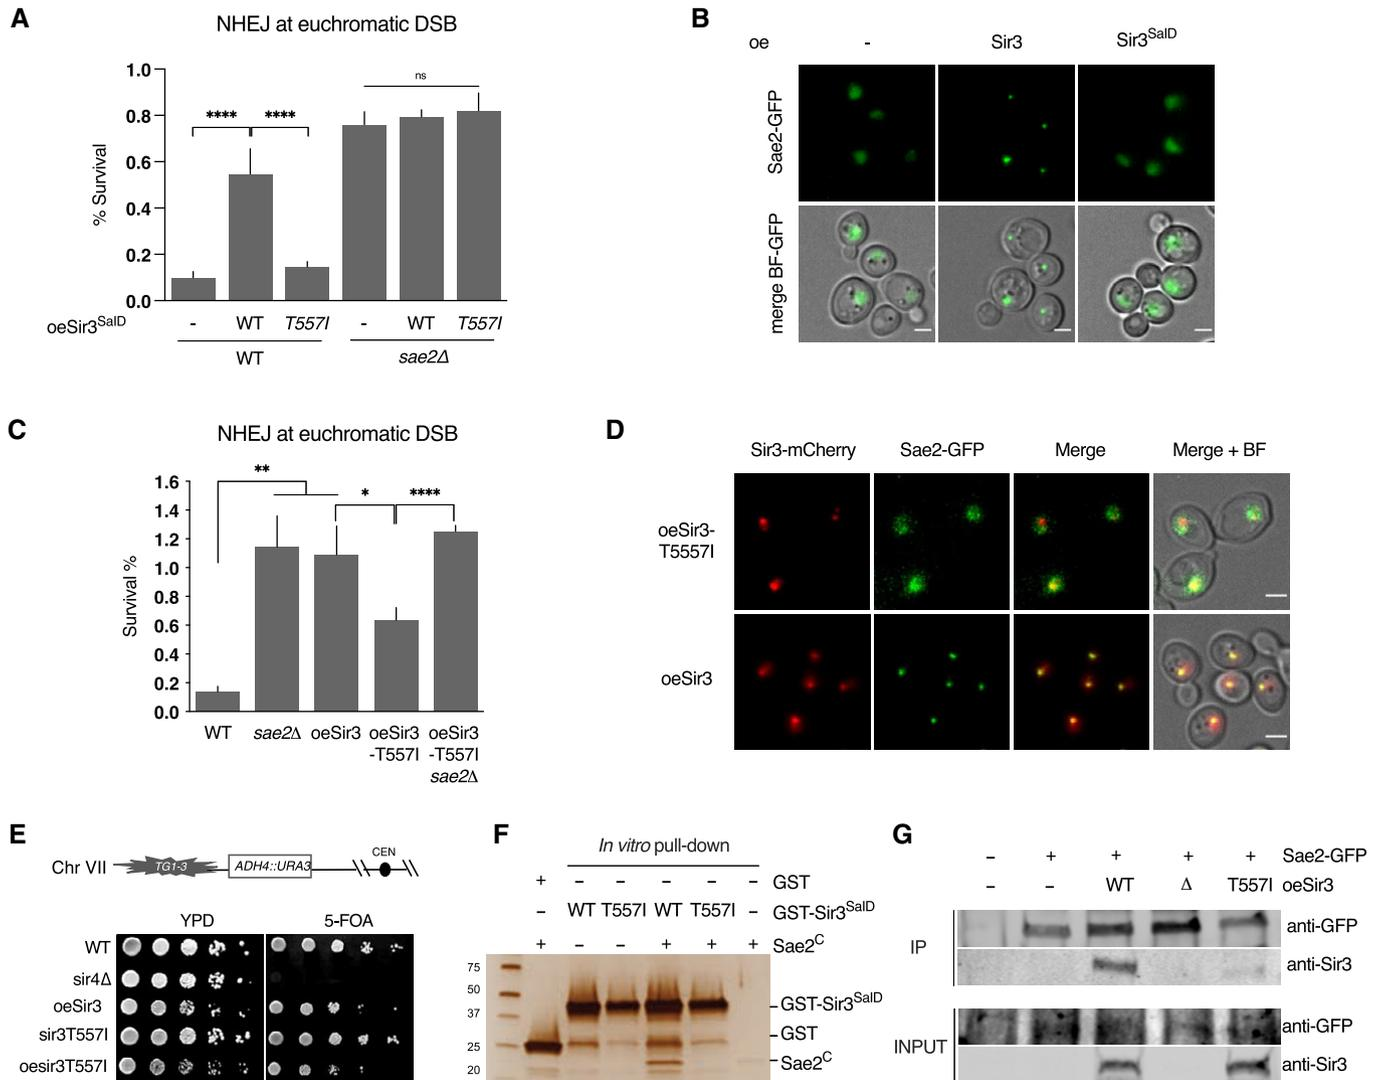 A
NHEJ at euchromatic DSB
% Survival
1.0
0.8
0.6
0.4
0.2
0.0
****
****
ns
oeSir3SalD
- WT T557I - WT T557I
WT sae2Δ
B
oe - Sir3 Sir3SalD
Sae2-GFP
merge BF-GFP
C
NHEJ at euchromatic DSB
Survival %
1.6
1.4
1.2
1.0
0.8
0.6
0.4
0.2
0.0
**
*
****
WT sae2Δ oeSir3 oeSir3 oeSir3
-T557I -T557I
sae2Δ
D
Sir3-mCherry Sae2-GFP Merge Merge + BF
oeSir3-
T5557I
oeSir3
E
Chr VII TG1-3 ADH4::URA3 CEN
YPD 5-FOA
WT
sir4Δ
oeSir3
sir3T557I
oesir3T557I
F
In vitro pull-down
+ – – – – – GST
– WT T557I WT T557I – GST-Sir3SalD
+ – – + + + Sae2C
75
50
37
25
20
GST-Sir3SalD
GST
Sae2C
G
– + + + + Sae2-GFP
– – WT Δ T557I oeSir3
IP
anti-GFP
anti-Sir3
INPUT
anti-GFP
anti-Sir3